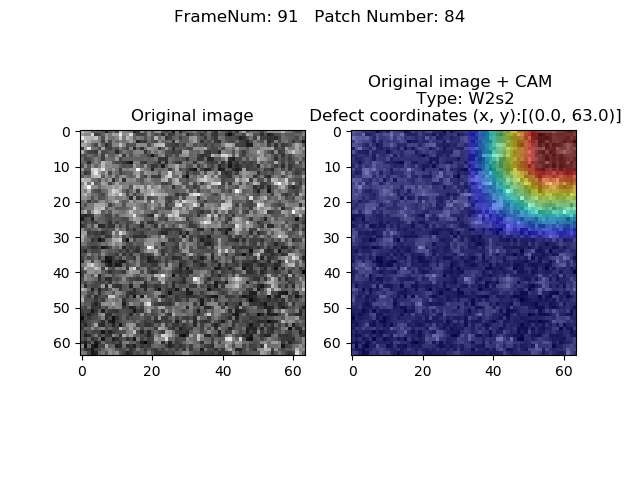 FrameNum: 91   Patch Number: 84
Original image
Original image + CAM
Type: W2s2
Defect coordinates (x, y):[(0.0, 63.0)]
0
10
20
30
40
50
60
0 20 40 60
0
10
20
30
40
50
60
0 20 40 60